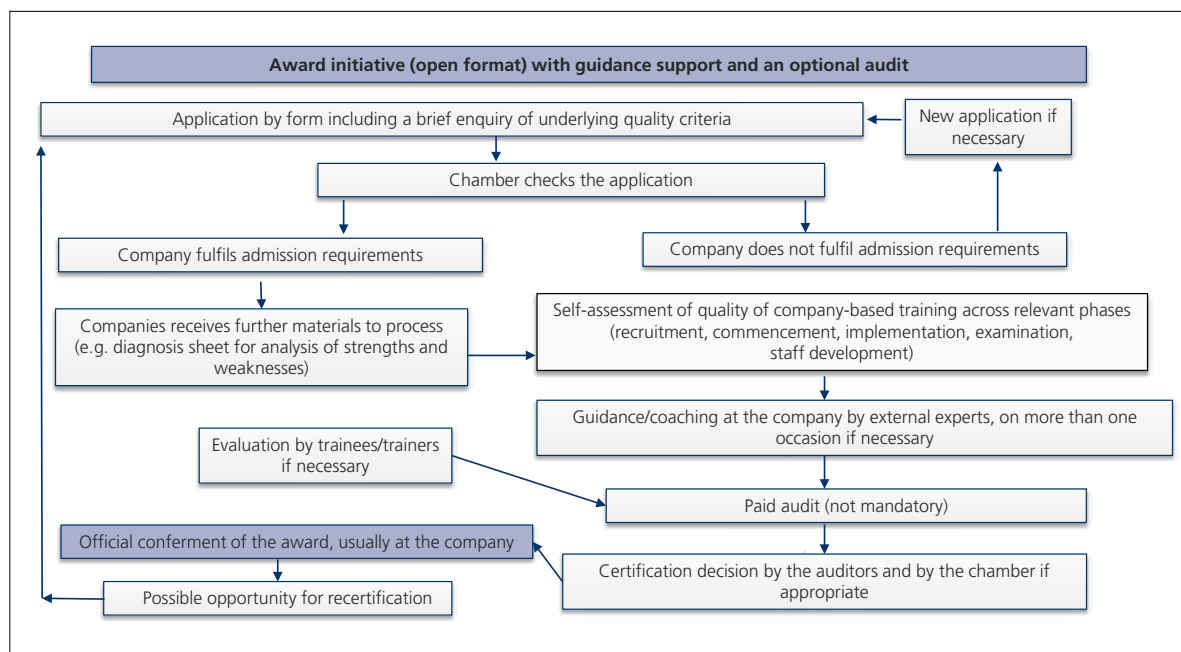 Award initiative (open format) with guidance support and an optional audit
Application by form including a brief enquiry of underlying quality criteria
New application if
necessary
Chamber checks the application
Company fulfils admission requirements
Company does not fulfil admission requirements
Companies receives further materials to process
(e.g. diagnosis sheet for analysis of strengths and
weaknesses)
Self-assessment of quality of company-based training across relevant phases
(recruitment, commencement, implementation, examination,
staff development)
Guidance/coaching at the company by external experts, on more than one
occasion if necessary
Evaluation by trainees/trainers
if necessary
Paid audit (not mandatory)
Official conferment of the award, usually at the company
Certification decision by the auditors and by the chamber if
appropriate
Possible opportunity for recertification